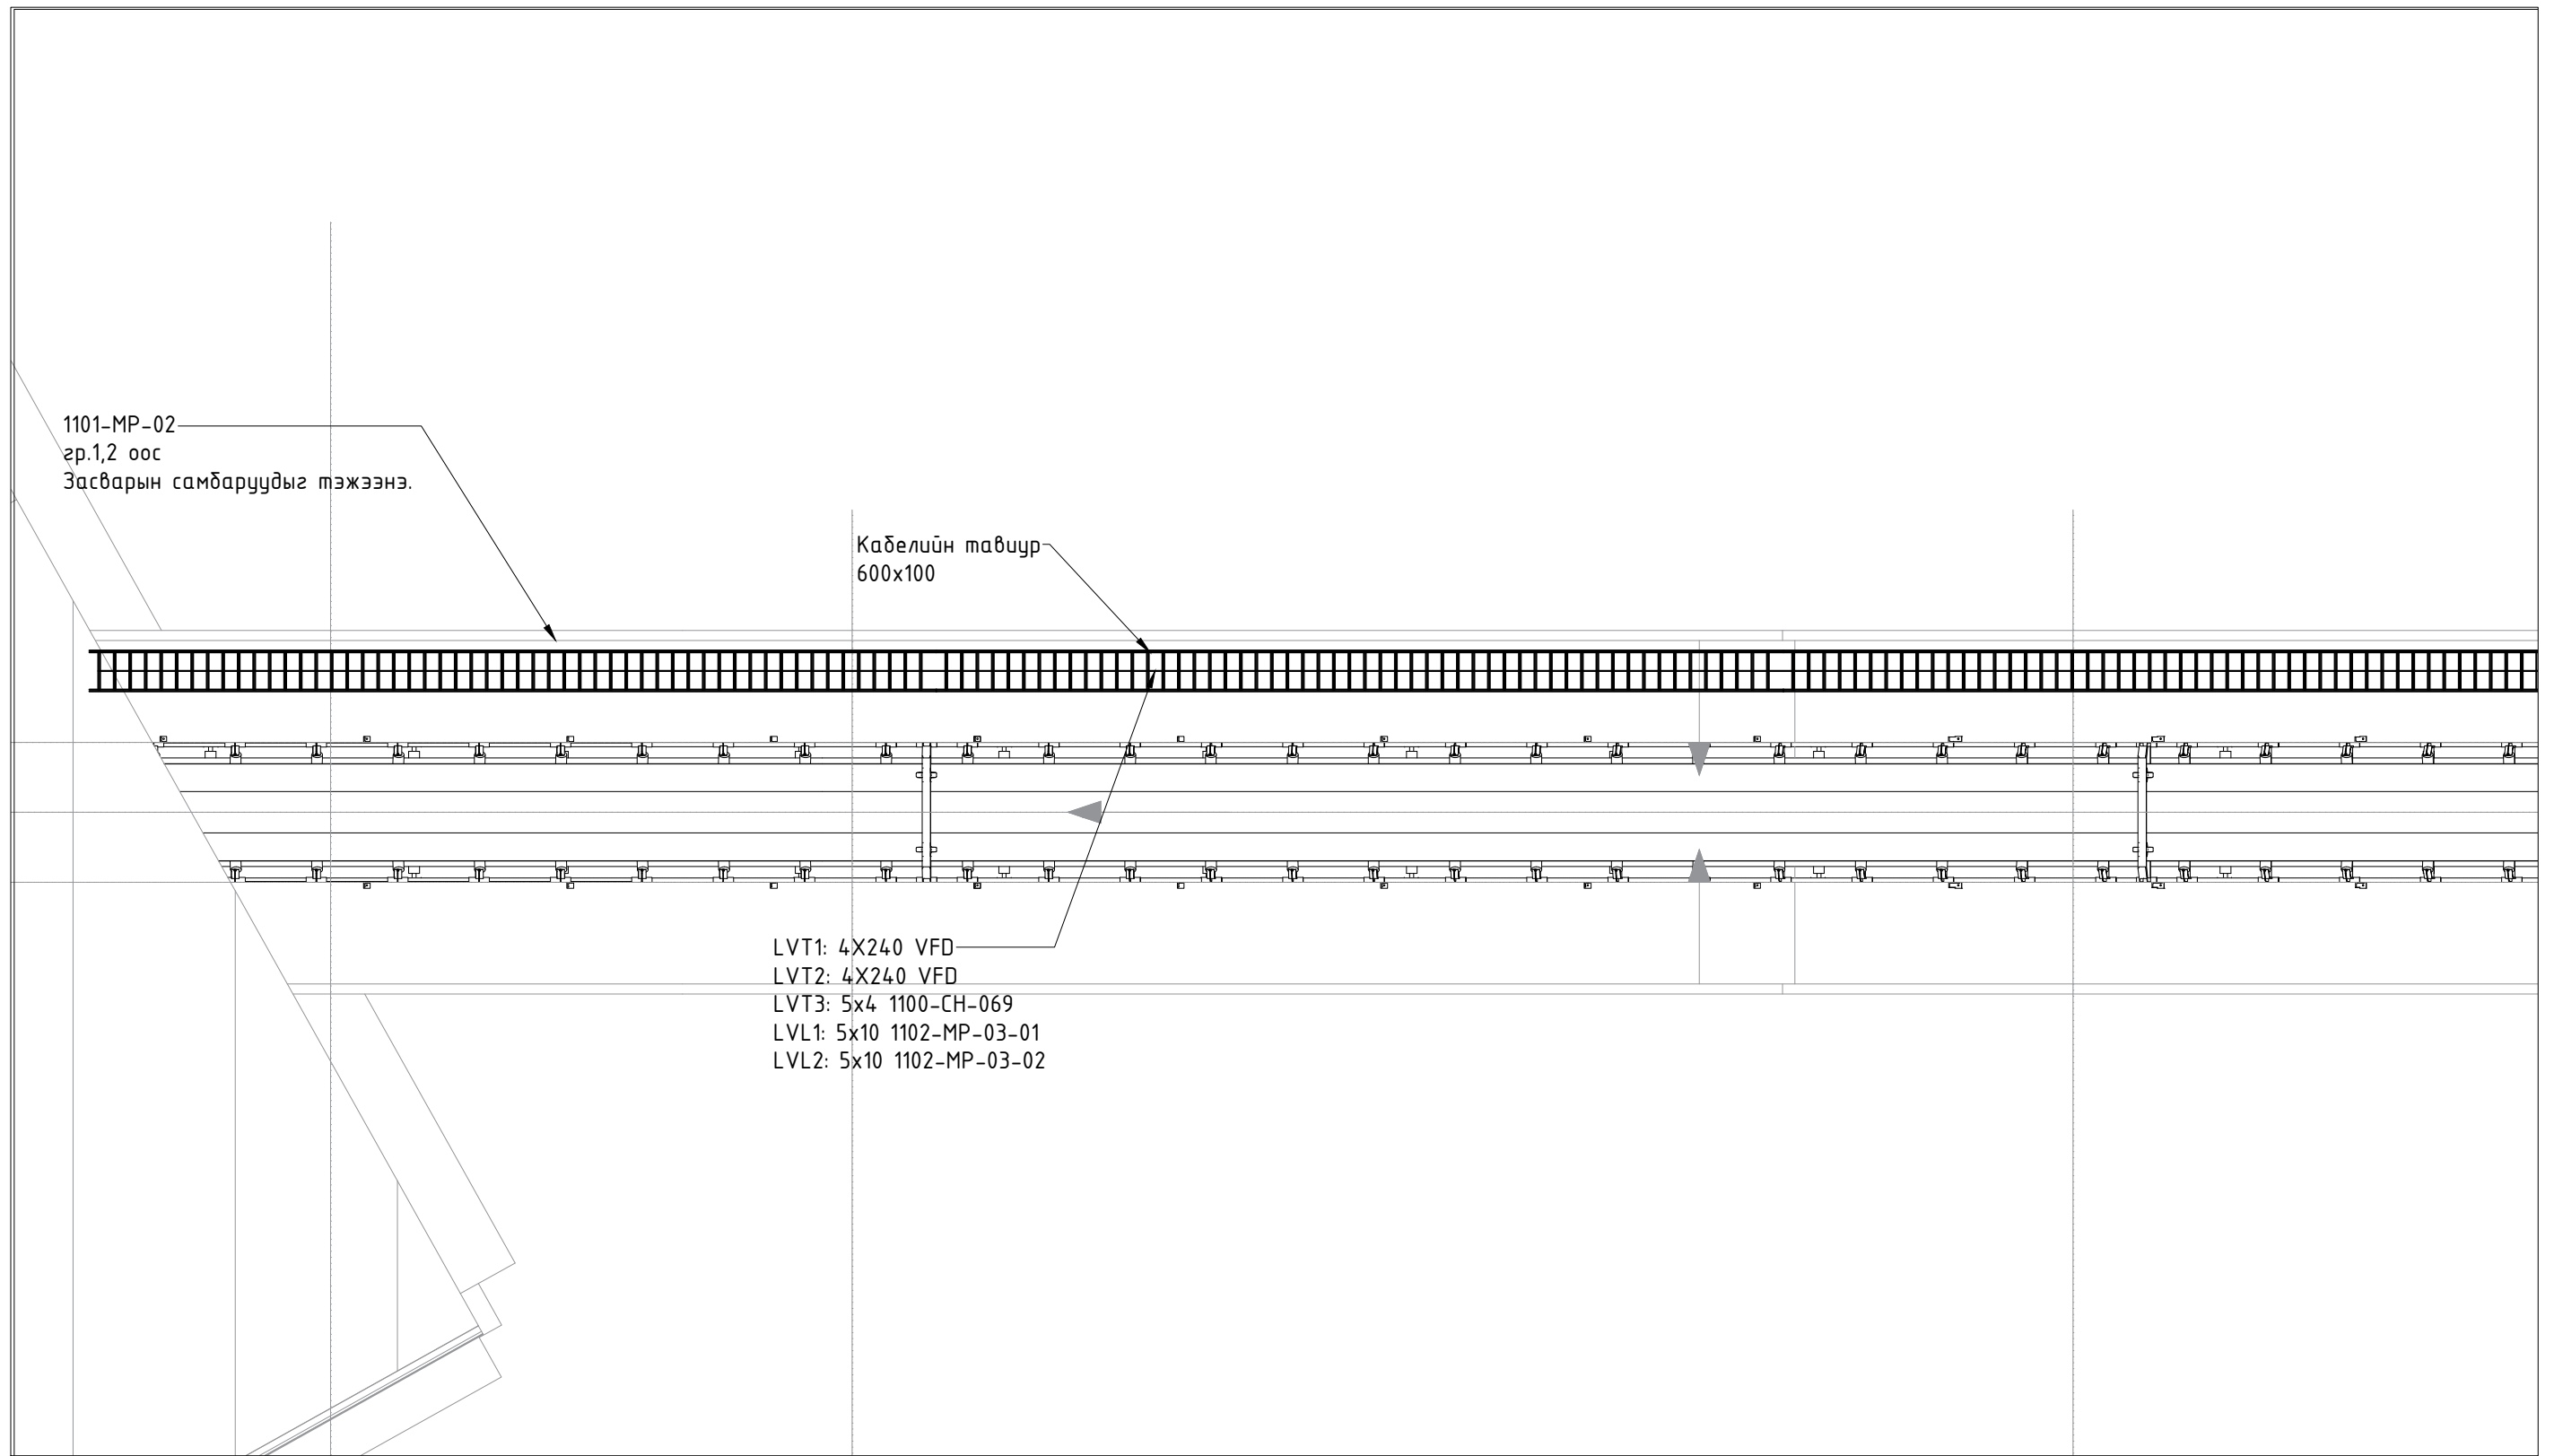 1101-MP-02
гр.1,2 оос
Засварын самбаруудыг тэжээнэ.
Кабелийн тавиур
600x100
LVT1: 4X240 VFD
LVT2: 4X240 VFD
LVT3: 5x4 1100-CH-069
LVL1: 5x10 1102-MP-03-01
LVL2: 5x10 1102-MP-03-02